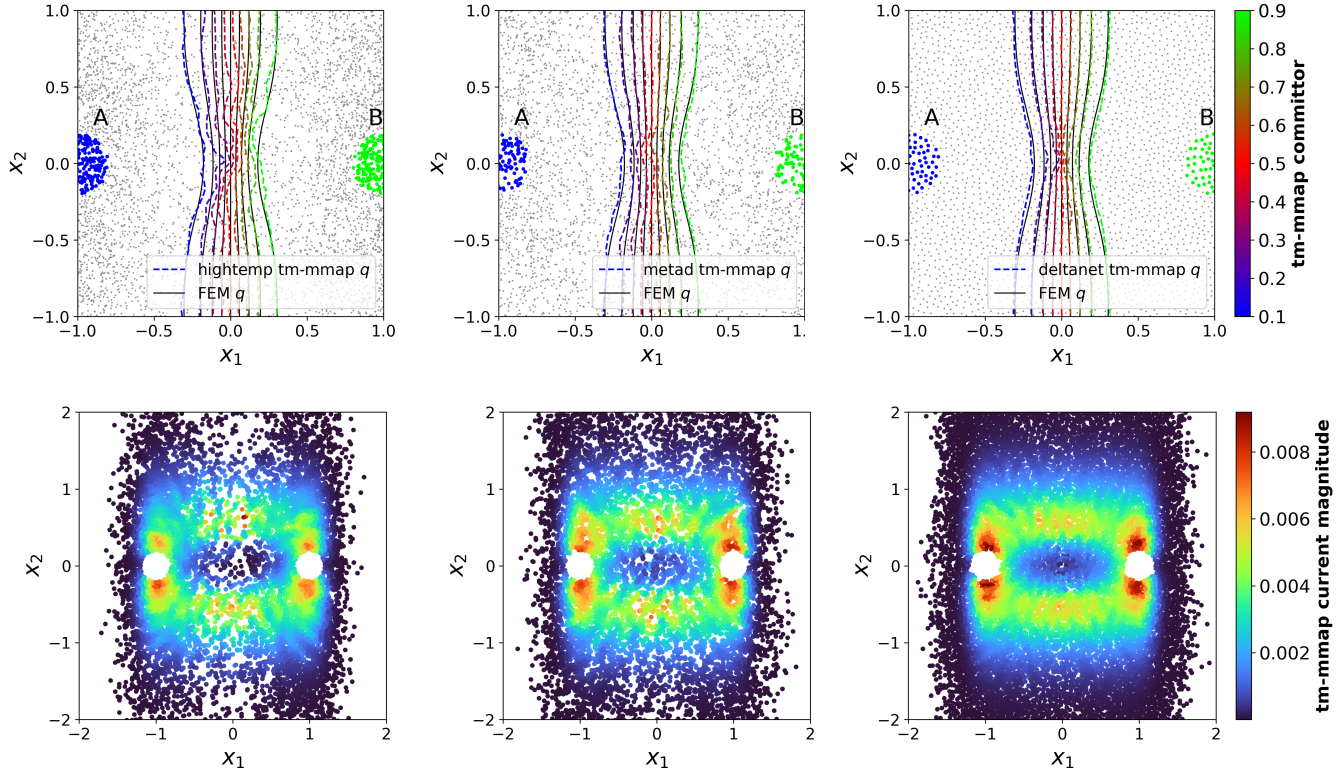 1.0
0.5
0.0
−0.5
−1.0
x₂
A
B
hightemp tm-mmap q
FEM q
−1.0 −0.5 0.0 0.5 1.0
x₁
1.0
0.5
0.0
−0.5
−1.0
x₂
A
B
metad tm-mmap q
FEM q
−1.0 −0.5 0.0 0.5 1.
x₁
1.0
0.5
0.0
−0.5
−1.0
x₂
A
B
deltanet tm-mmap q
FEM q
−1.0 −0.5 0.0 0.5 1.0
x₁
0.9
0.8
0.7
0.6
0.5
0.4
0.3
0.2
0.1
tm-mmap committor
2
1
0
−1
−2
x₂
−2 −1 0 1 2
x₁
2
1
0
−1
−2
x₂
−2 −1 0 1 2
x₁
2
1
0
−1
−2
x₂
−2 −1 0 1 2
x₁
0.008
0.006
0.004
0.002
tm-mmap current magnitude